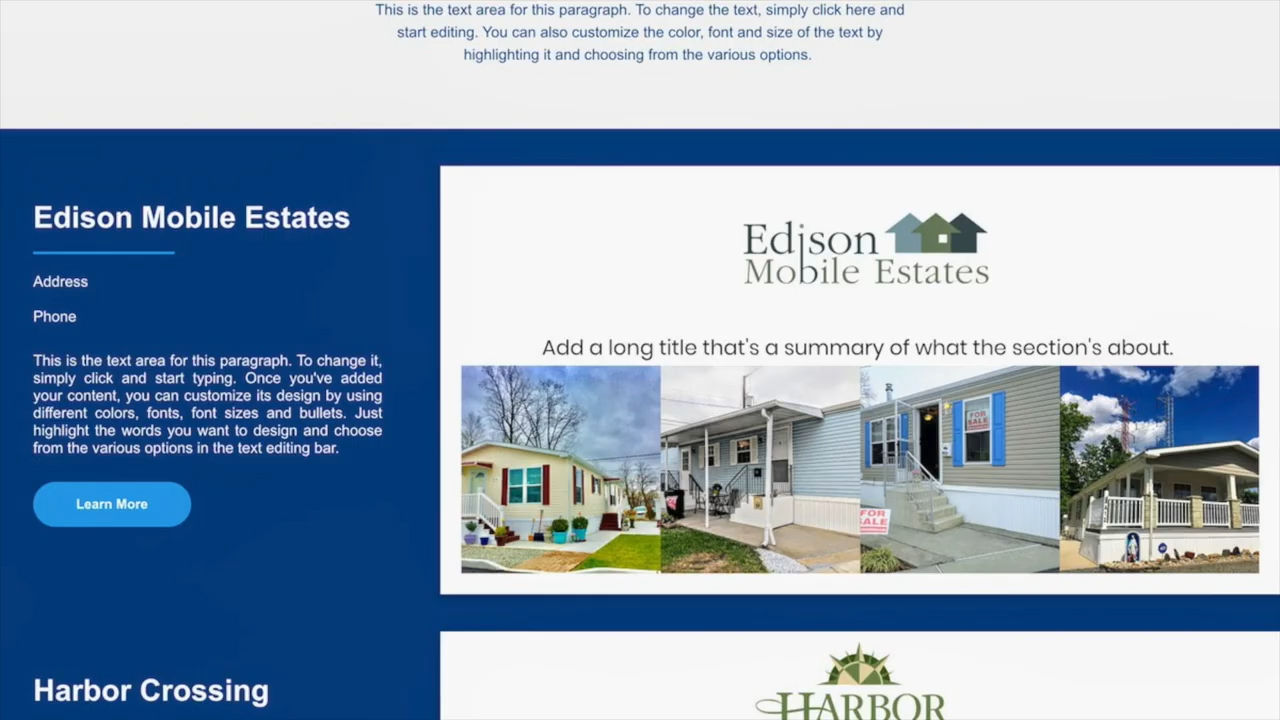 This is the text area for this paragraph. To change the text, simply click here and
start editing. You can also customize the color, font and size of the text by
highlighting it and choosing from the various options.
Edison Mobile Estates
Address
Phone
This is the text area for this paragraph. To change it,
simply click and start typing. Once you've added
your content, you can customize its design by using
different colors, fonts, font sizes and bullets. Just
highlight the words you want to design and choose
from the various options in the text editing bar.
Learn More
Edison
Mobile Estates
Add a long title that's a summary of what the section's about.
FOR
SALE
FOR
SALE
Harbor Crossing
HARBOR